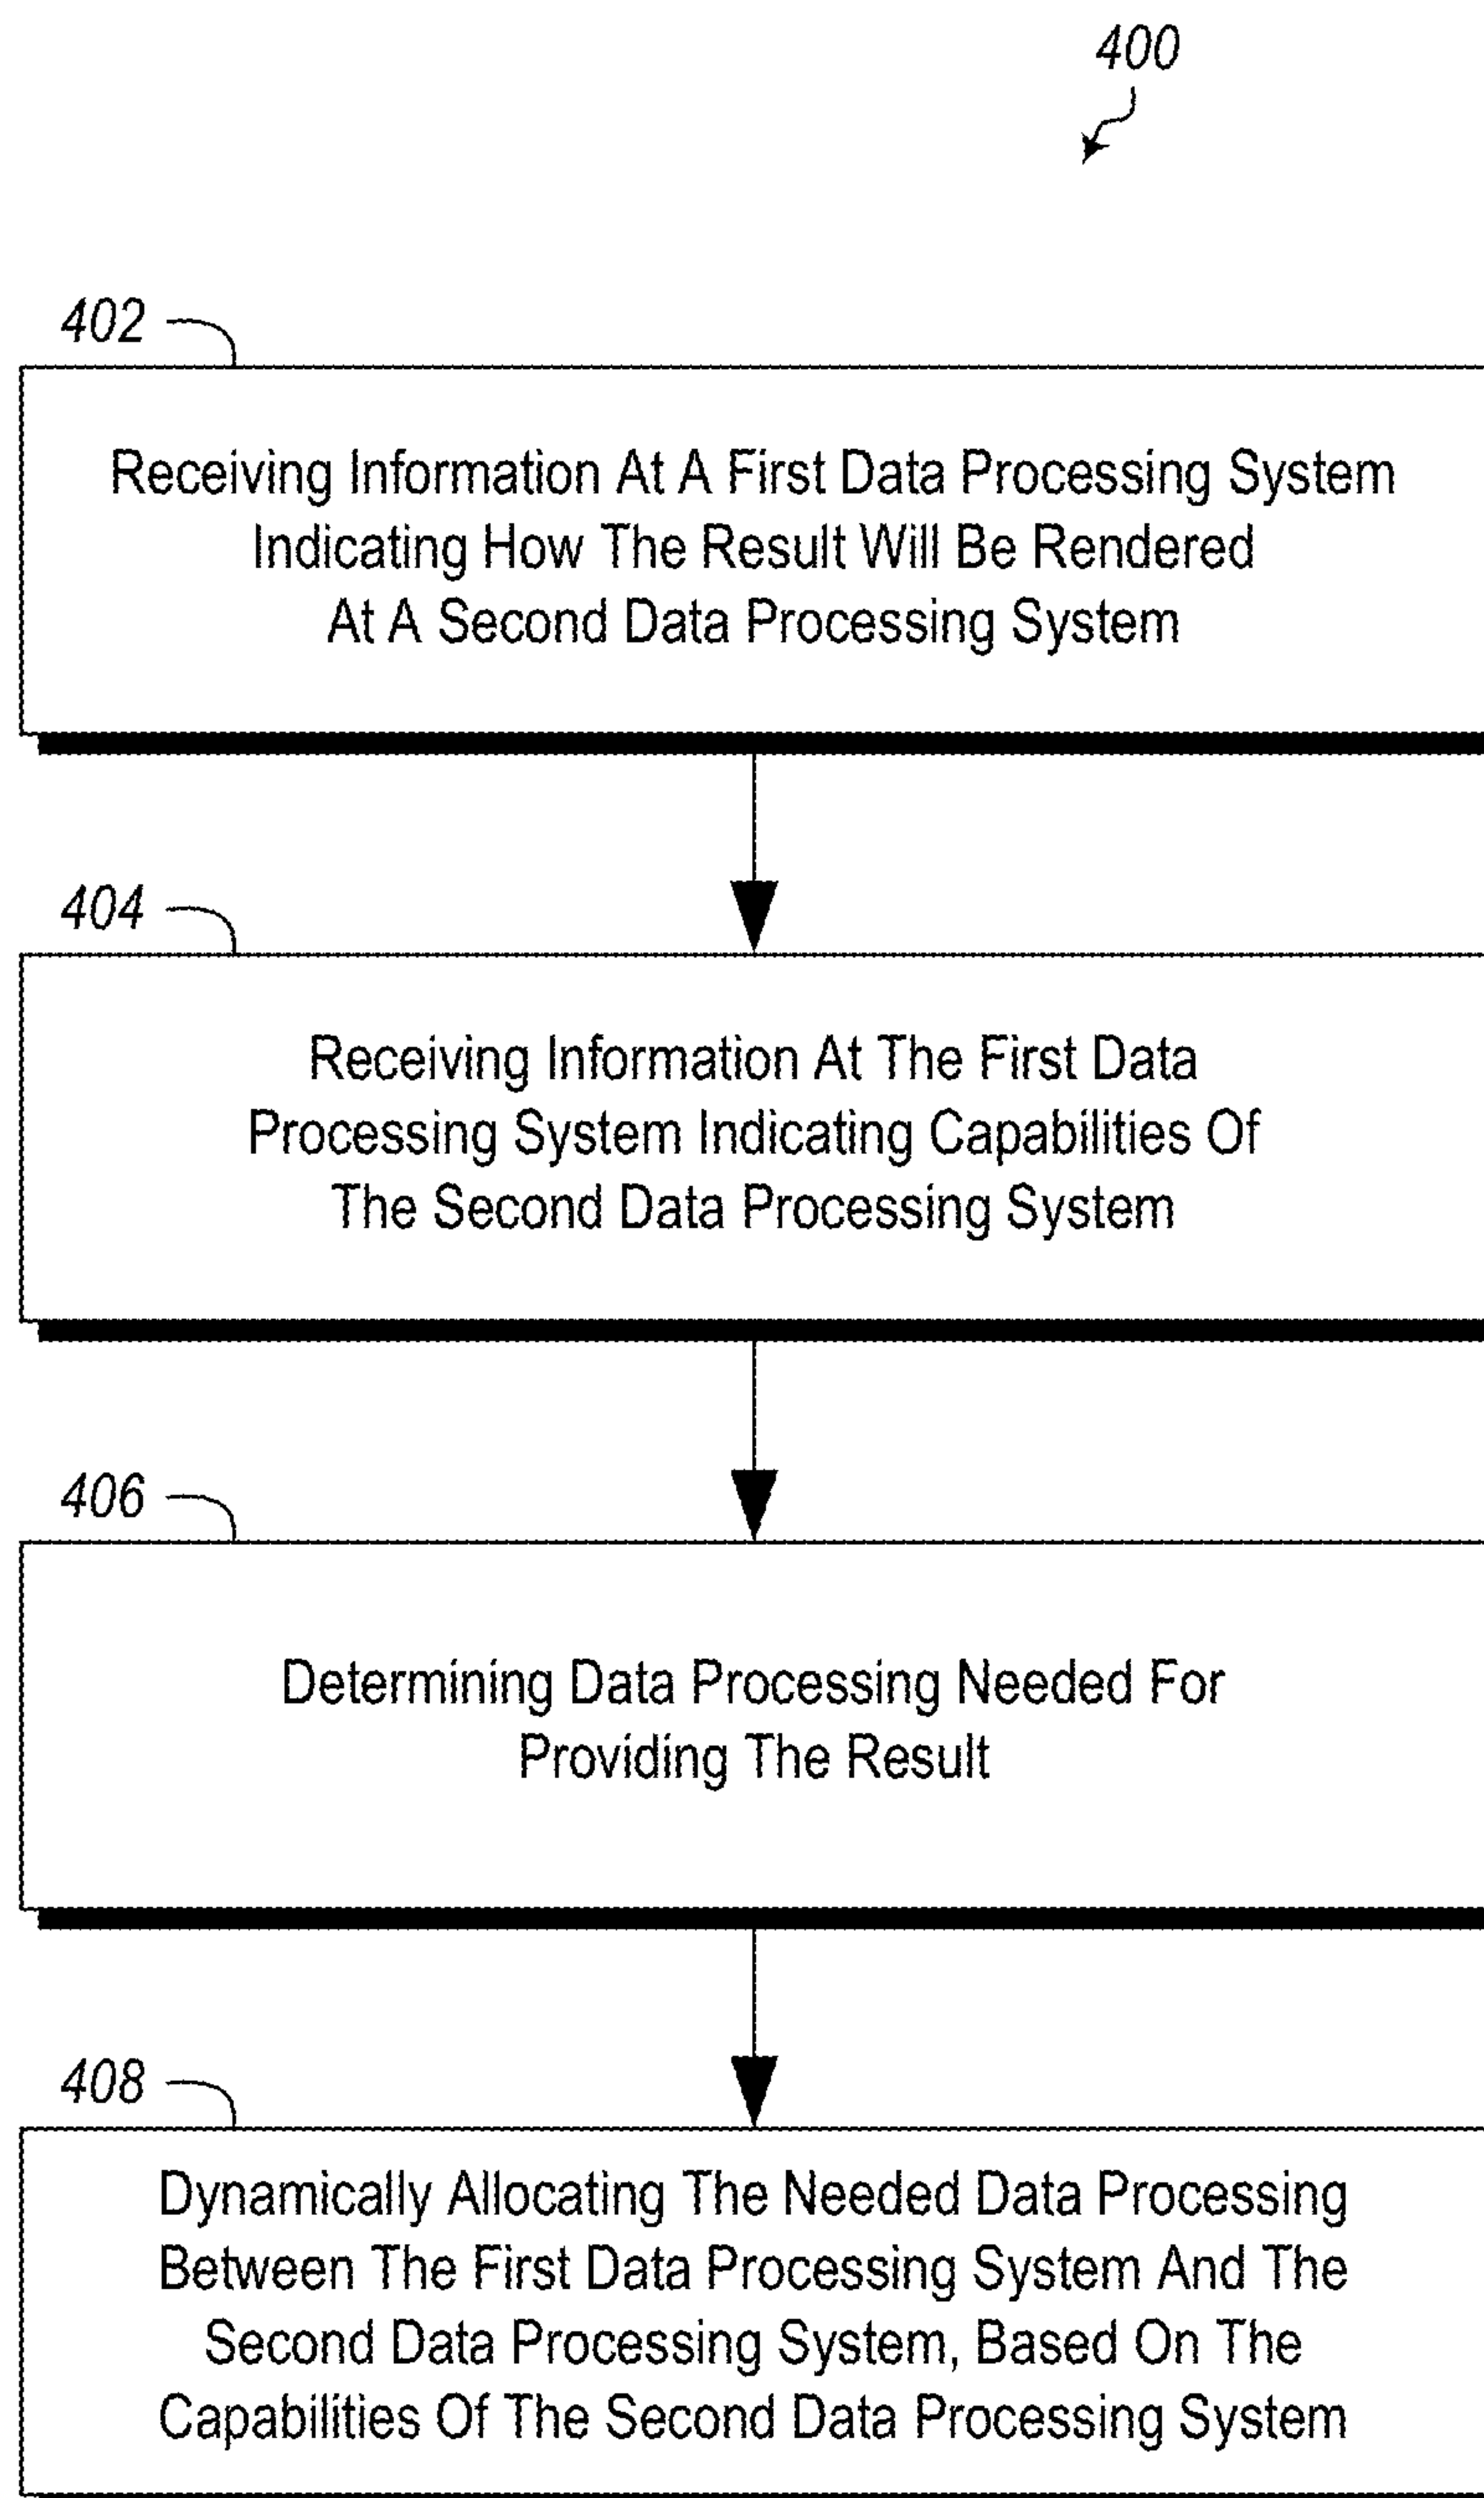 400
402
Receiving Information At A First Data Processing System
Indicating How The Result Will Be Rendered
At A Second Data Processing System
404
Receiving Information At The First Data
Processing System Indicating Capabilities Of
The Second Data Processing System
406
Determining Data Processing Needed For
Providing The Result
408
Dynamically Allocating The Needed Data Processing
Between The First Data Processing System And The
Second Data Processing System, Based On The
Capabilities Of The Second Data Processing System